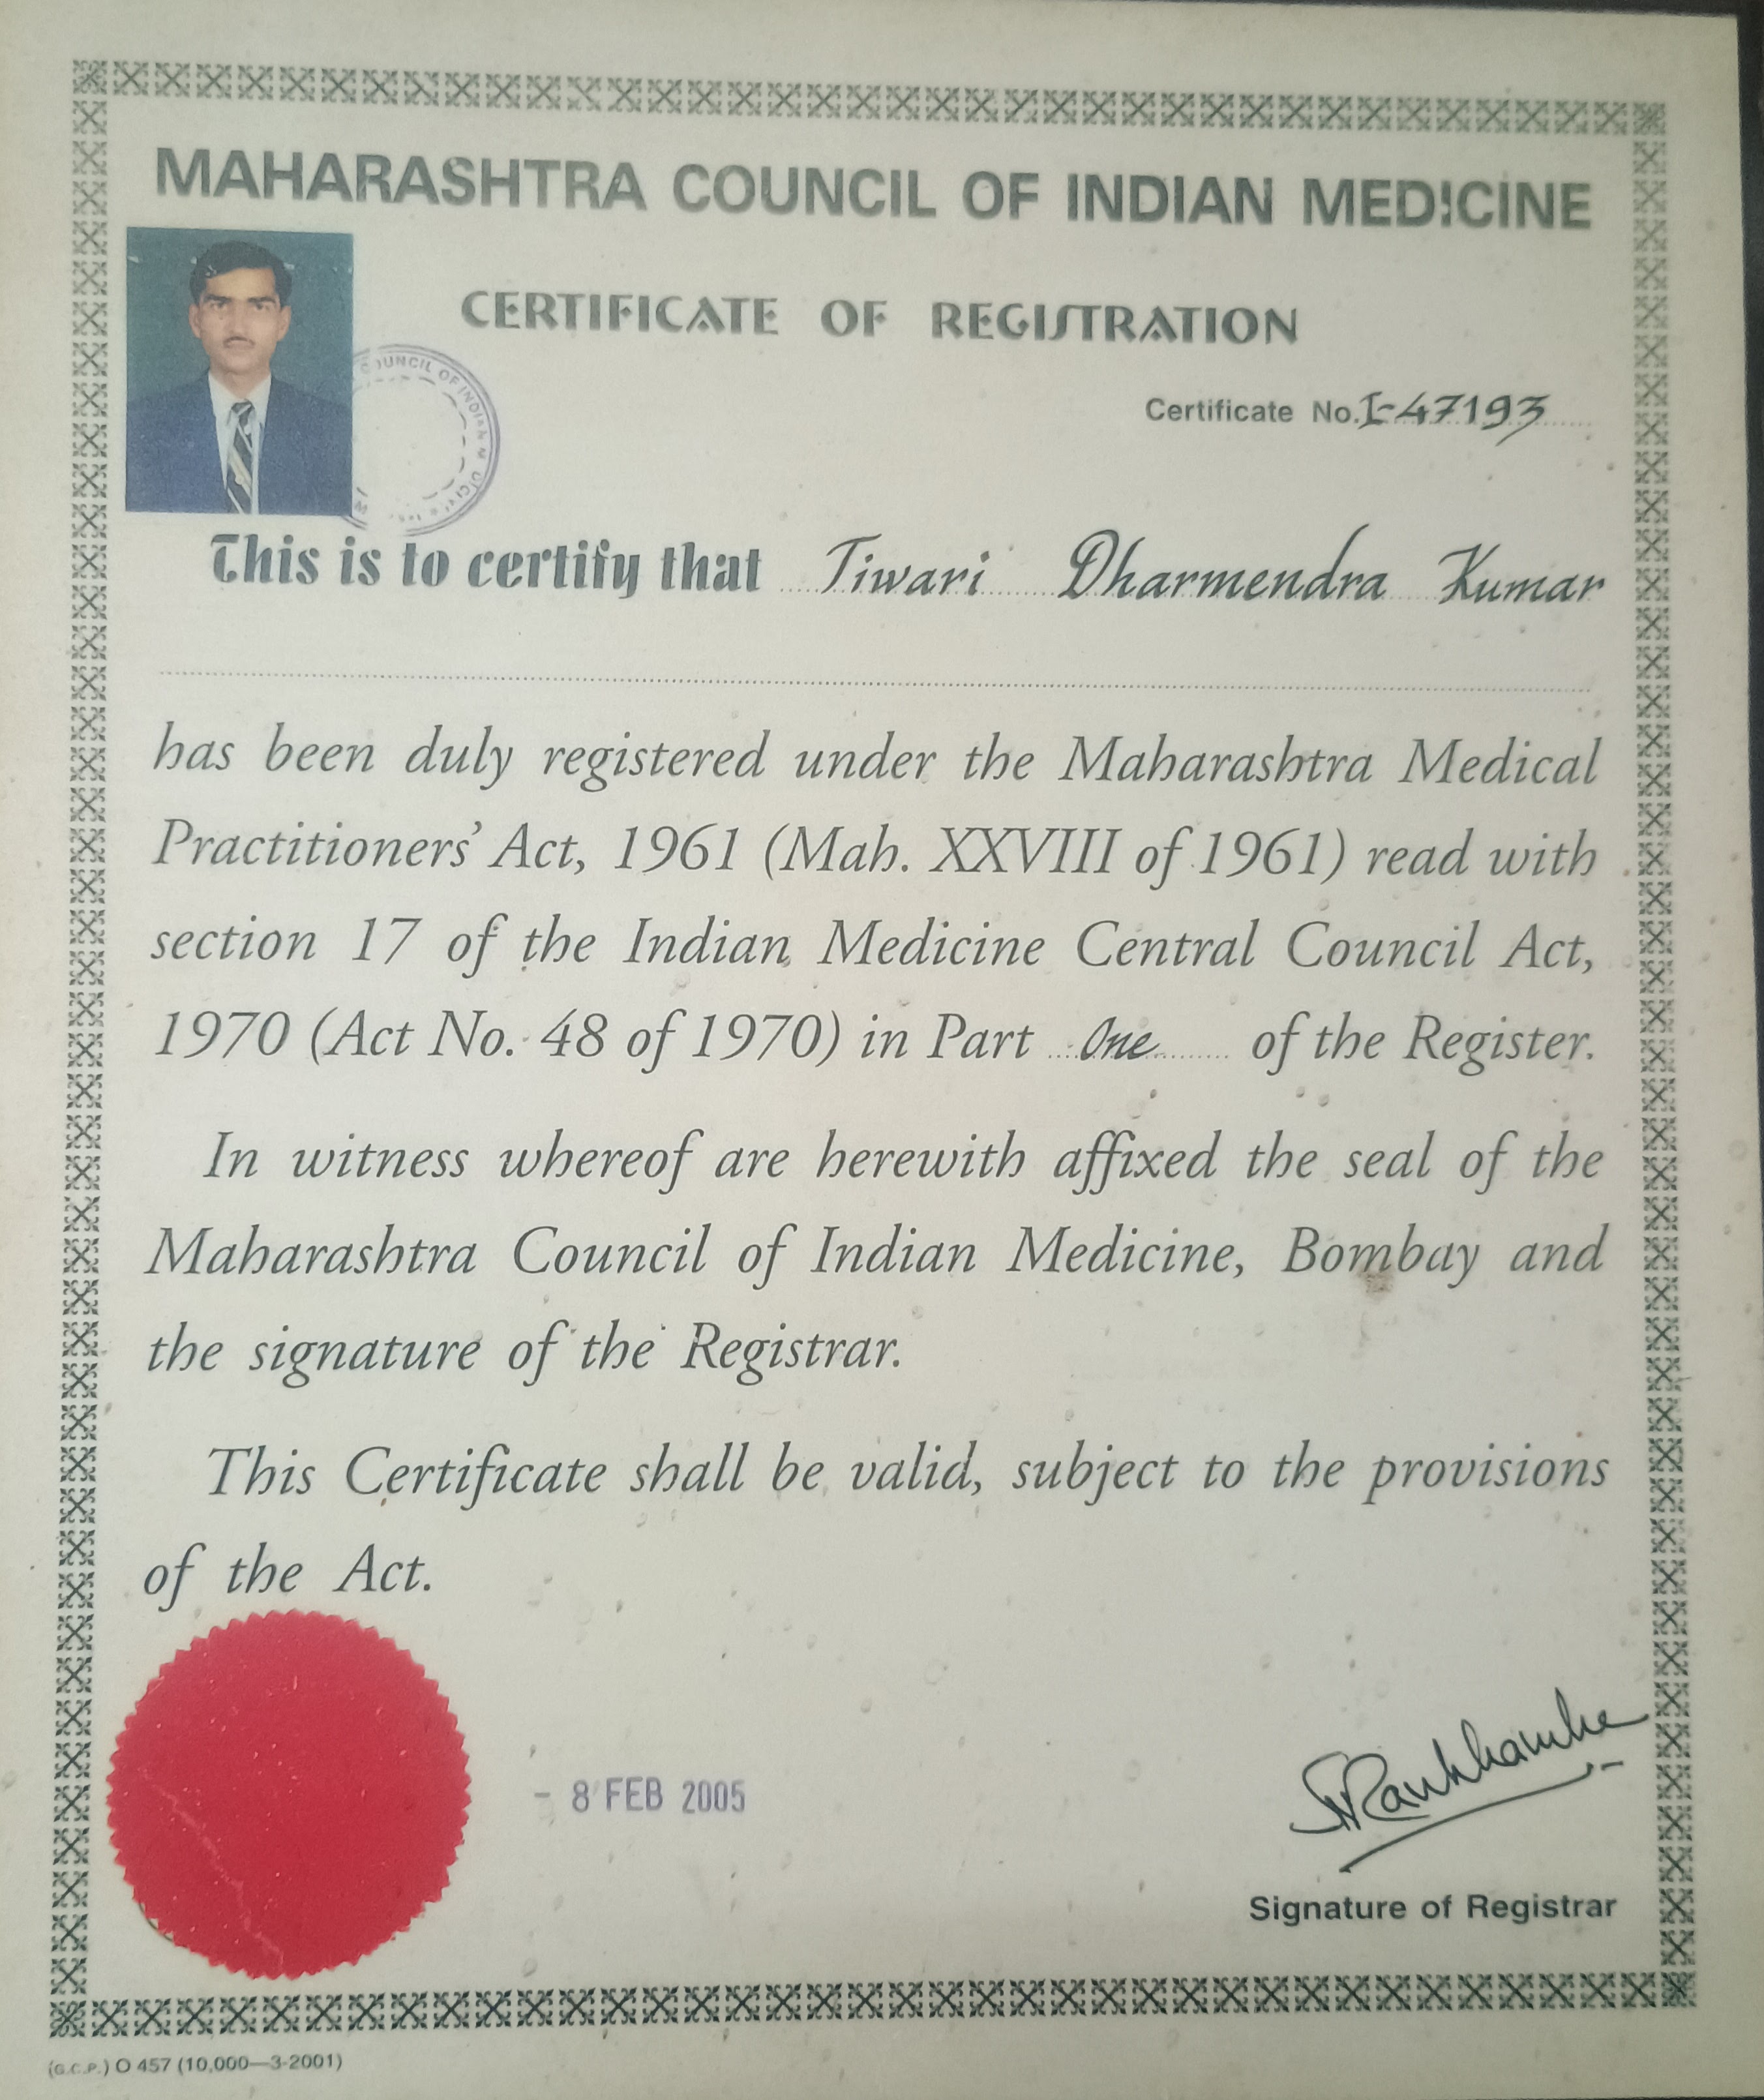 MAHARASHTRA COUNCIL OF INDIAN MEDICINE
CERTIFICATE OF REGISTRATION
COUNCIL OF INDIAN
Certificate No. I-47193
This is to certify that Tiwari Dharmendra Kumar
has been duly registered under the Maharashtra Medical
Practitioners' Act, 1961 (Mah. XXVIII of 1961) read with
section 17 of the Indian Medicine Central Council Act,
1970 (Act No. 48 of 1970) in Part One of the Register.
In witness whereof are herewith affixed the seal of the
Maharashtra Council of Indian Medicine, Bombay and
the signature of the Registrar.
This Certificate shall be valid, subject to the provisions
of the Act.
- 8 FEB 2005
Signature of Registrar
(G.C.P.) O 457 (10,000—3-2001)